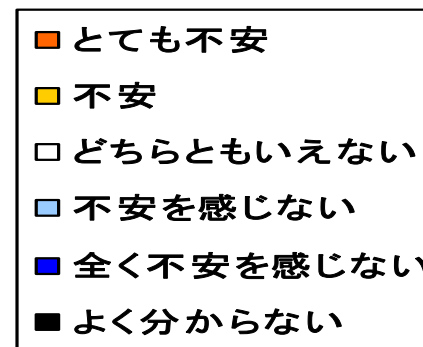 とても不安
不安
どちらともいえない
不安を感じない
全く不安を感じない
よく分からない